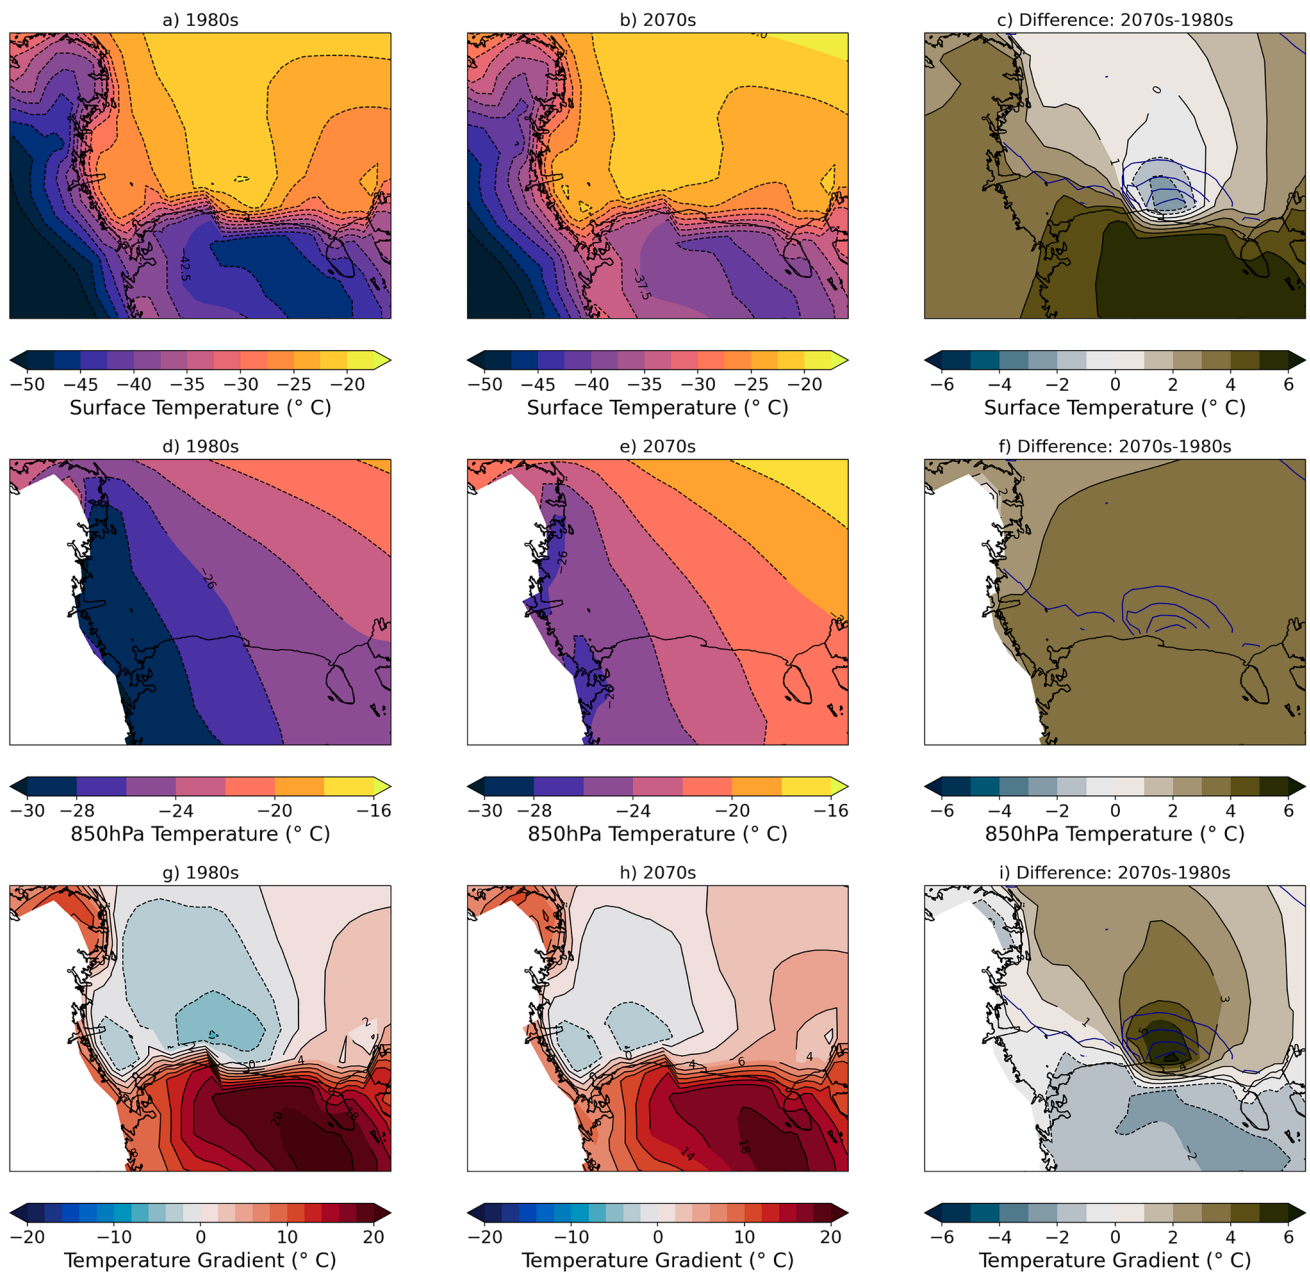 a) 1980s b) 2070s c) Difference: 2070s-1980s
−42.5 −37.5 0 1
−50 −45 −40 −35 −30 −25 −20 −50 −45 −40 −35 −30 −25 −20 −6 −4 −2 0 2 4 6
Surface Temperature (° C) Surface Temperature (° C) Surface Temperature (° C)
d) 1980s e) 2070s f) Difference: 2070s-1980s
−26 −26 2
−30 −28 −24 −20 −16 −30 −28 −24 −20 −16 −6 −4 −2 0 2 4 6
850hPa Temperature (° C) 850hPa Temperature (° C) 850hPa Temperature (° C)
g) 1980s h) 2070s i) Difference: 2070s-1980s
2 4 4 6 4 1 3
20 14 18 −2
−20 −10 0 10 20 −20 −10 0 10 20 −6 −4 −2 0 2 4 6
Temperature Gradient (° C) Temperature Gradient (° C) Temperature Gradient (° C)